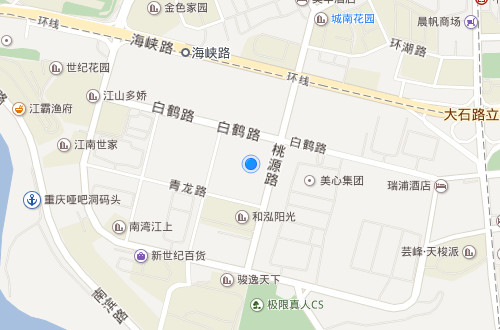 金色家园
城南花园
晨帆商场
环湖路
环线
海峡路
海峡路
环线
世纪花园
江山多娇
江霸渔府
大石路立
白鹤路
白鹤路
白鹤路
江南世家
桃源路
美心集团
瑞浦酒店
青龙路
重庆哑吧洞码头
和泓阳光
南湾江上
新世纪百货
芸峰·天梭派
骏逸天下
南滨路
极限真人CS